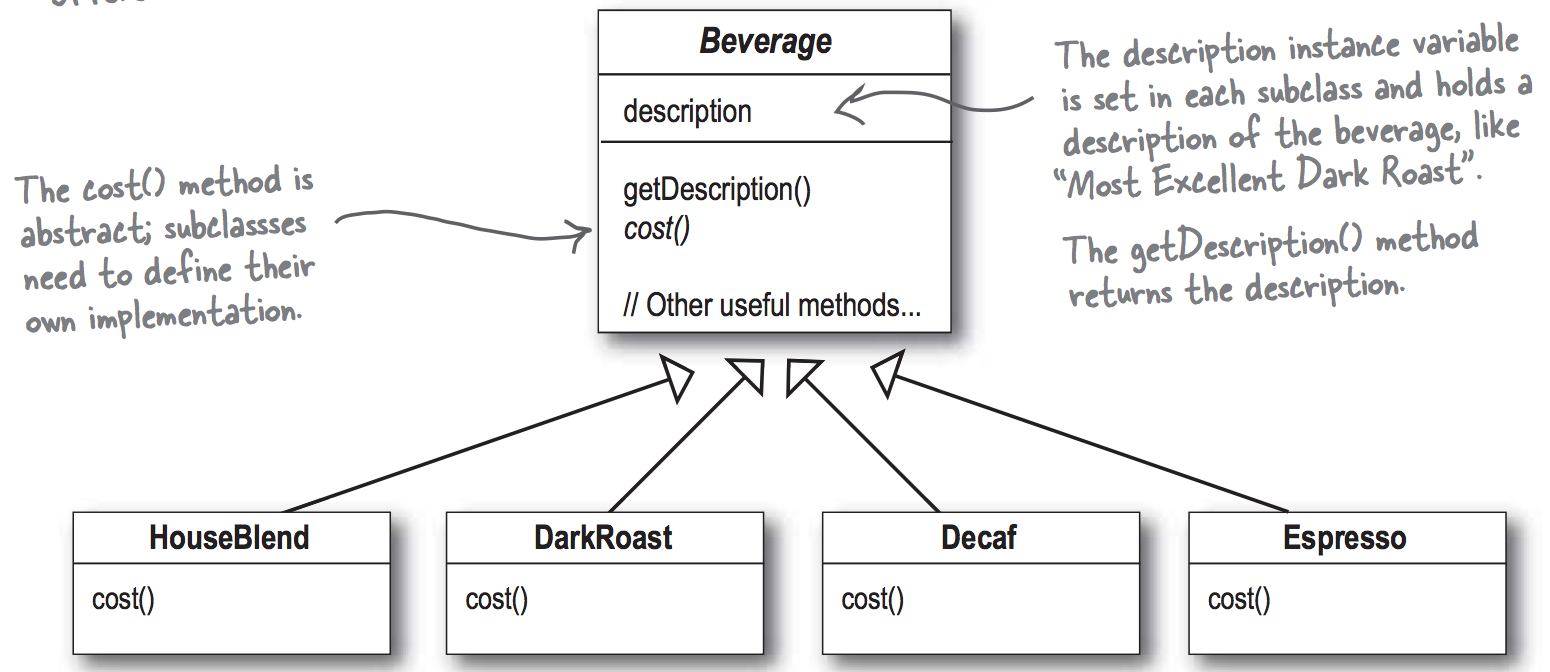 Beverage
description
getDescription()
cost()
// Other useful methods...
The cost() method is
abstract; subclassses
need to define their
own implementation.
The description instance variable
is set in each subclass and holds a
description of the beverage, like
“Most Excellent Dark Roast”.
The getDescription() method
returns the description.
HouseBlend
cost()
DarkRoast
cost()
Decaf
cost()
Espresso
cost()